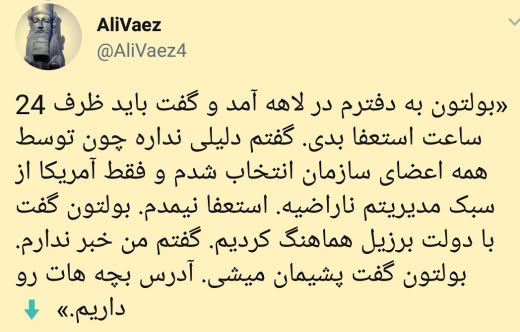 AliVaez
@AliVaez4
«بولتون به دفترم در لاهه آمد و گفت باید ظرف 24
ساعت استعفا بدی. گفتم دلیلی نداره چون توسط
همه اعضای سازمان انتخاب شدم و فقط آمریکا از
سبک مدیریتم ناراضیه. استعفا نیمدم. بولتون گفت
با دولت برزیل هماهنگ کردیم. گفتم من خبر ندارم.
بولتون گفت پشیمان میشی. آدرس بچه هات رو
داریم.»